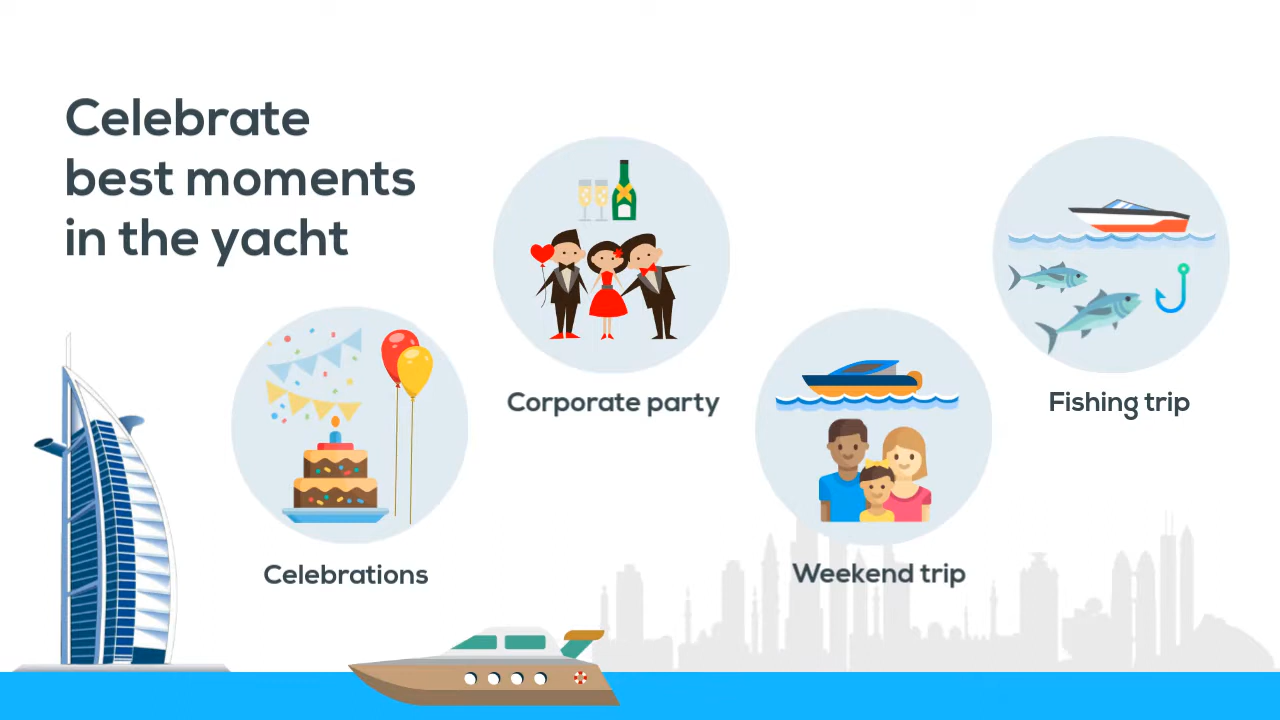 Celebrate
best moments
in the yacht
Corporate party
Fishing trip
Celebrations
Weekend trip